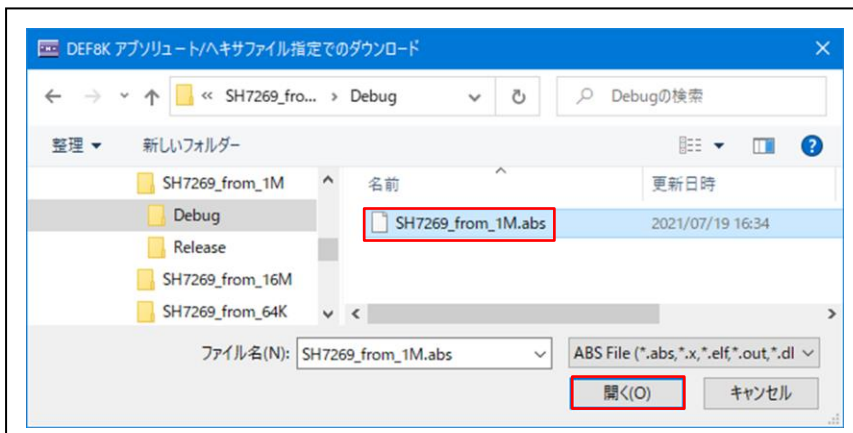 DEF8K アブソリュート/ヘキサファイル指定でのダウンロード
« SH7269_fro... › Debug
Debugの検索
整理
新しいフォルダー
SH7269_from_1M
Debug
Release
SH7269_from_16M
SH7269_from_64K
名前
更新日時
SH7269_from_1M.abs
2021/07/19 16:34
ファイル名(N):
SH7269_from_1M.abs
ABS File (*.abs,*.x,*.elf,*.out,*.dl
開く(O)
キャンセル